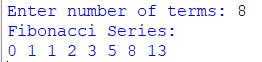 Enter number of terms: 8
Fibonacci Series:
0 1 1 2 3 5 8 13